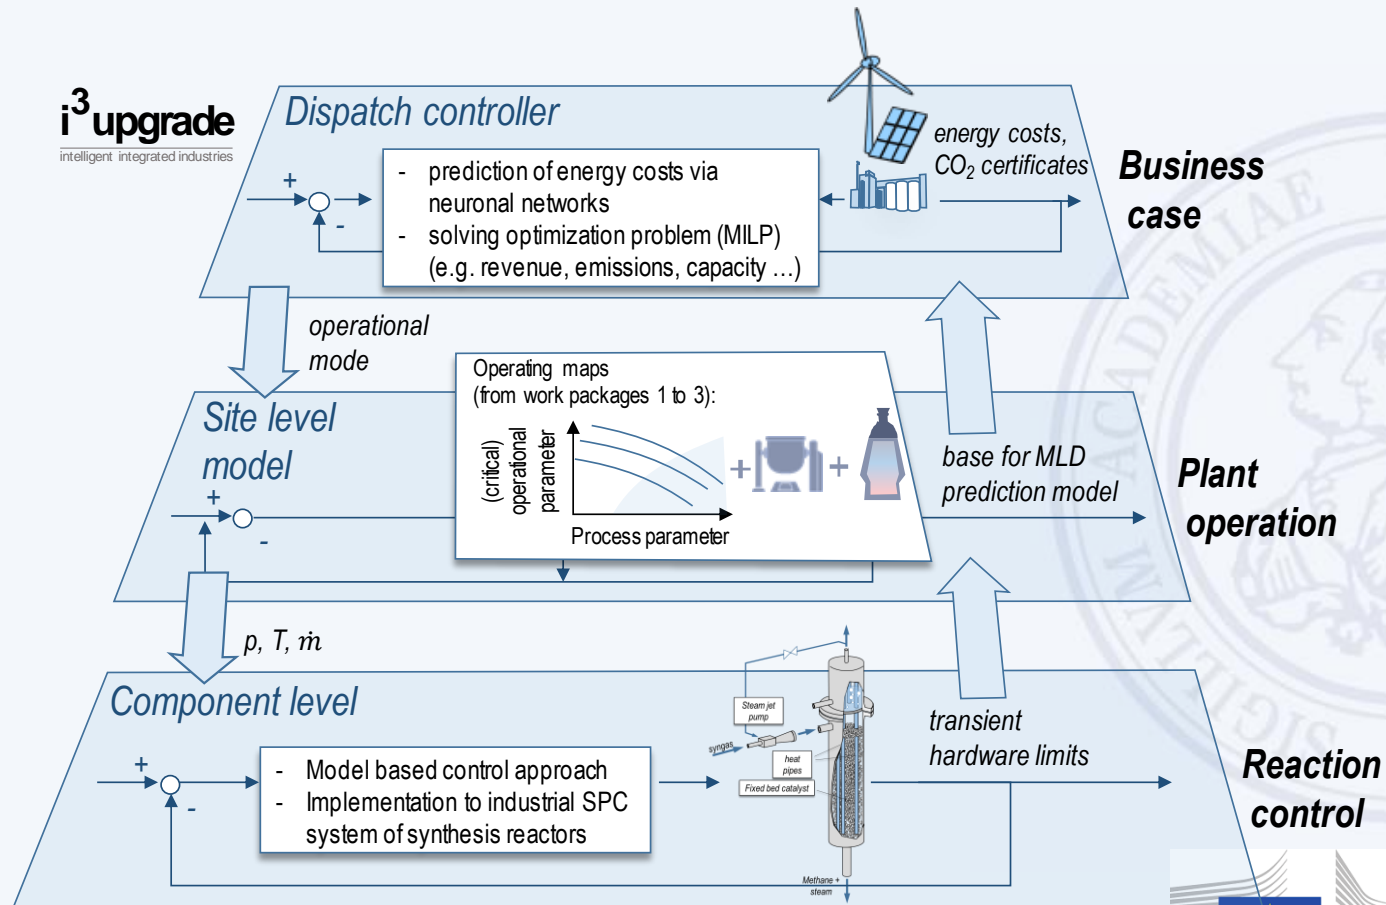 i³upgrade
intelligent integrated industries
Dispatch controller
energy costs,
CO₂ certificates
Business
case
+
-
- prediction of energy costs via
neuronal networks
- solving optimization problem (MILP)
(e.g. revenue, emissions, capacity ...)
operational
mode
Site level
model
Operating maps
(from work packages 1 to 3):
(critical)
operational
parameter
Process parameter
+
+
base for MLD
prediction model
Plant
operation
+
-
p, T, ṁ
Component level
Steam jet
pump
syngas
heat
pipes
Fixed bed catalyst
Methane +
steam
transient
hardware limits
Reaction
control
+
-
- Model based control approach
- Implementation to industrial SPC
system of synthesis reactors
SIGILLVM ACADEMIAE